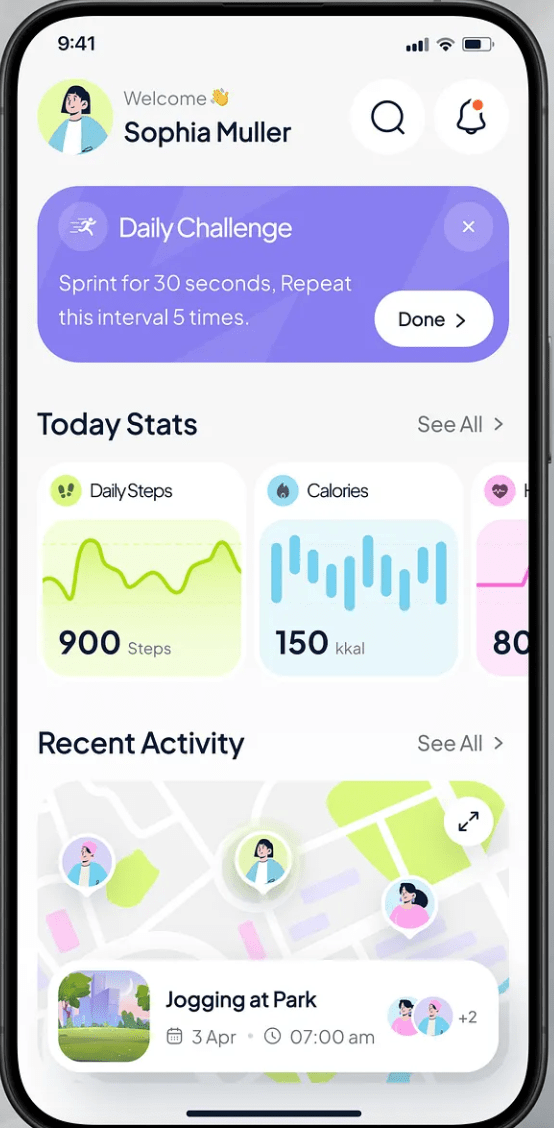 9:41
Welcome👋
Sophia Muller
Daily Challenge
Sprint for 30 seconds, Repeat
this interval 5 times.
Done
Today Stats
See All
Daily Steps
Calories
900 Steps
150 kkal
80
Recent Activity
See All
Jogging at Park
3 Apr
07:00 am
+2